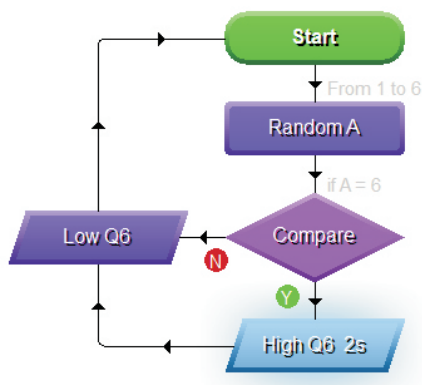 Start
From 1 to 6
Random A
if A = 6
Compare
Low Q6
N
Y
High Q6 2s